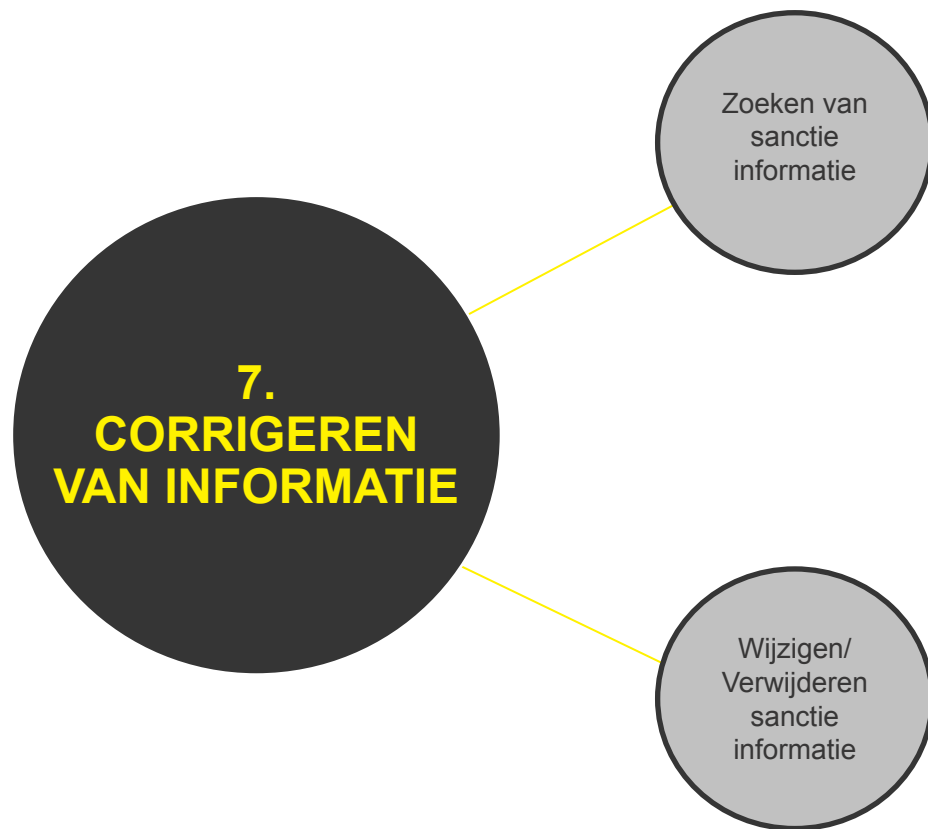 Zoeken van
sanctie
informatie
7.
CORRIGEREN
VAN INFORMATIE
Wijzigen/
Verwijderen
sanctie
informatie